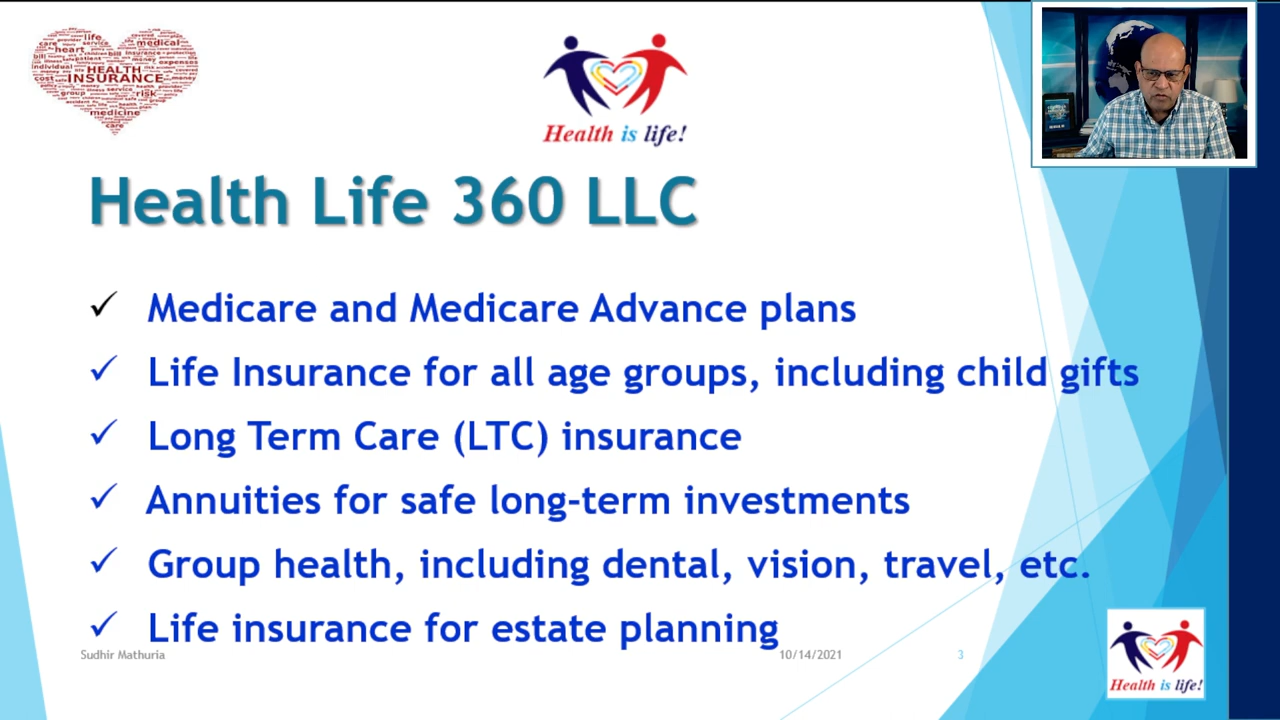 HEALTH
INSURANCE
Health is life!
Health Life 360 LLC
✓ Medicare and Medicare Advance plans
✓ Life Insurance for all age groups, including child gifts
✓ Long Term Care (LTC) insurance
✓ Annuities for safe long-term investments
✓ Group health, including dental, vision, travel, etc.
✓ Life insurance for estate planning
Sudhir Mathuria 10/14/2021 3
Health is life!